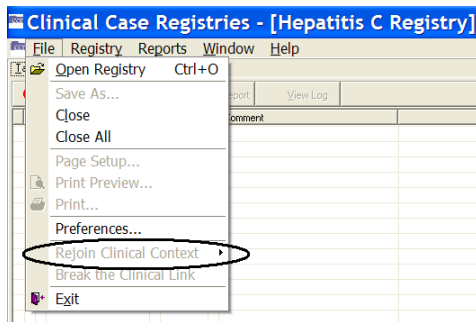 Clinical Case Registries - [Hepatitis C Registry]
File Registry Reports Window Help
Open Registry Ctrl+O
Save As...
View Log
Close
Comment
Close All
Page Setup...
Print Preview...
Print...
Preferences...
Rejoin Clinical Context
Break the Clinical Link
Exit